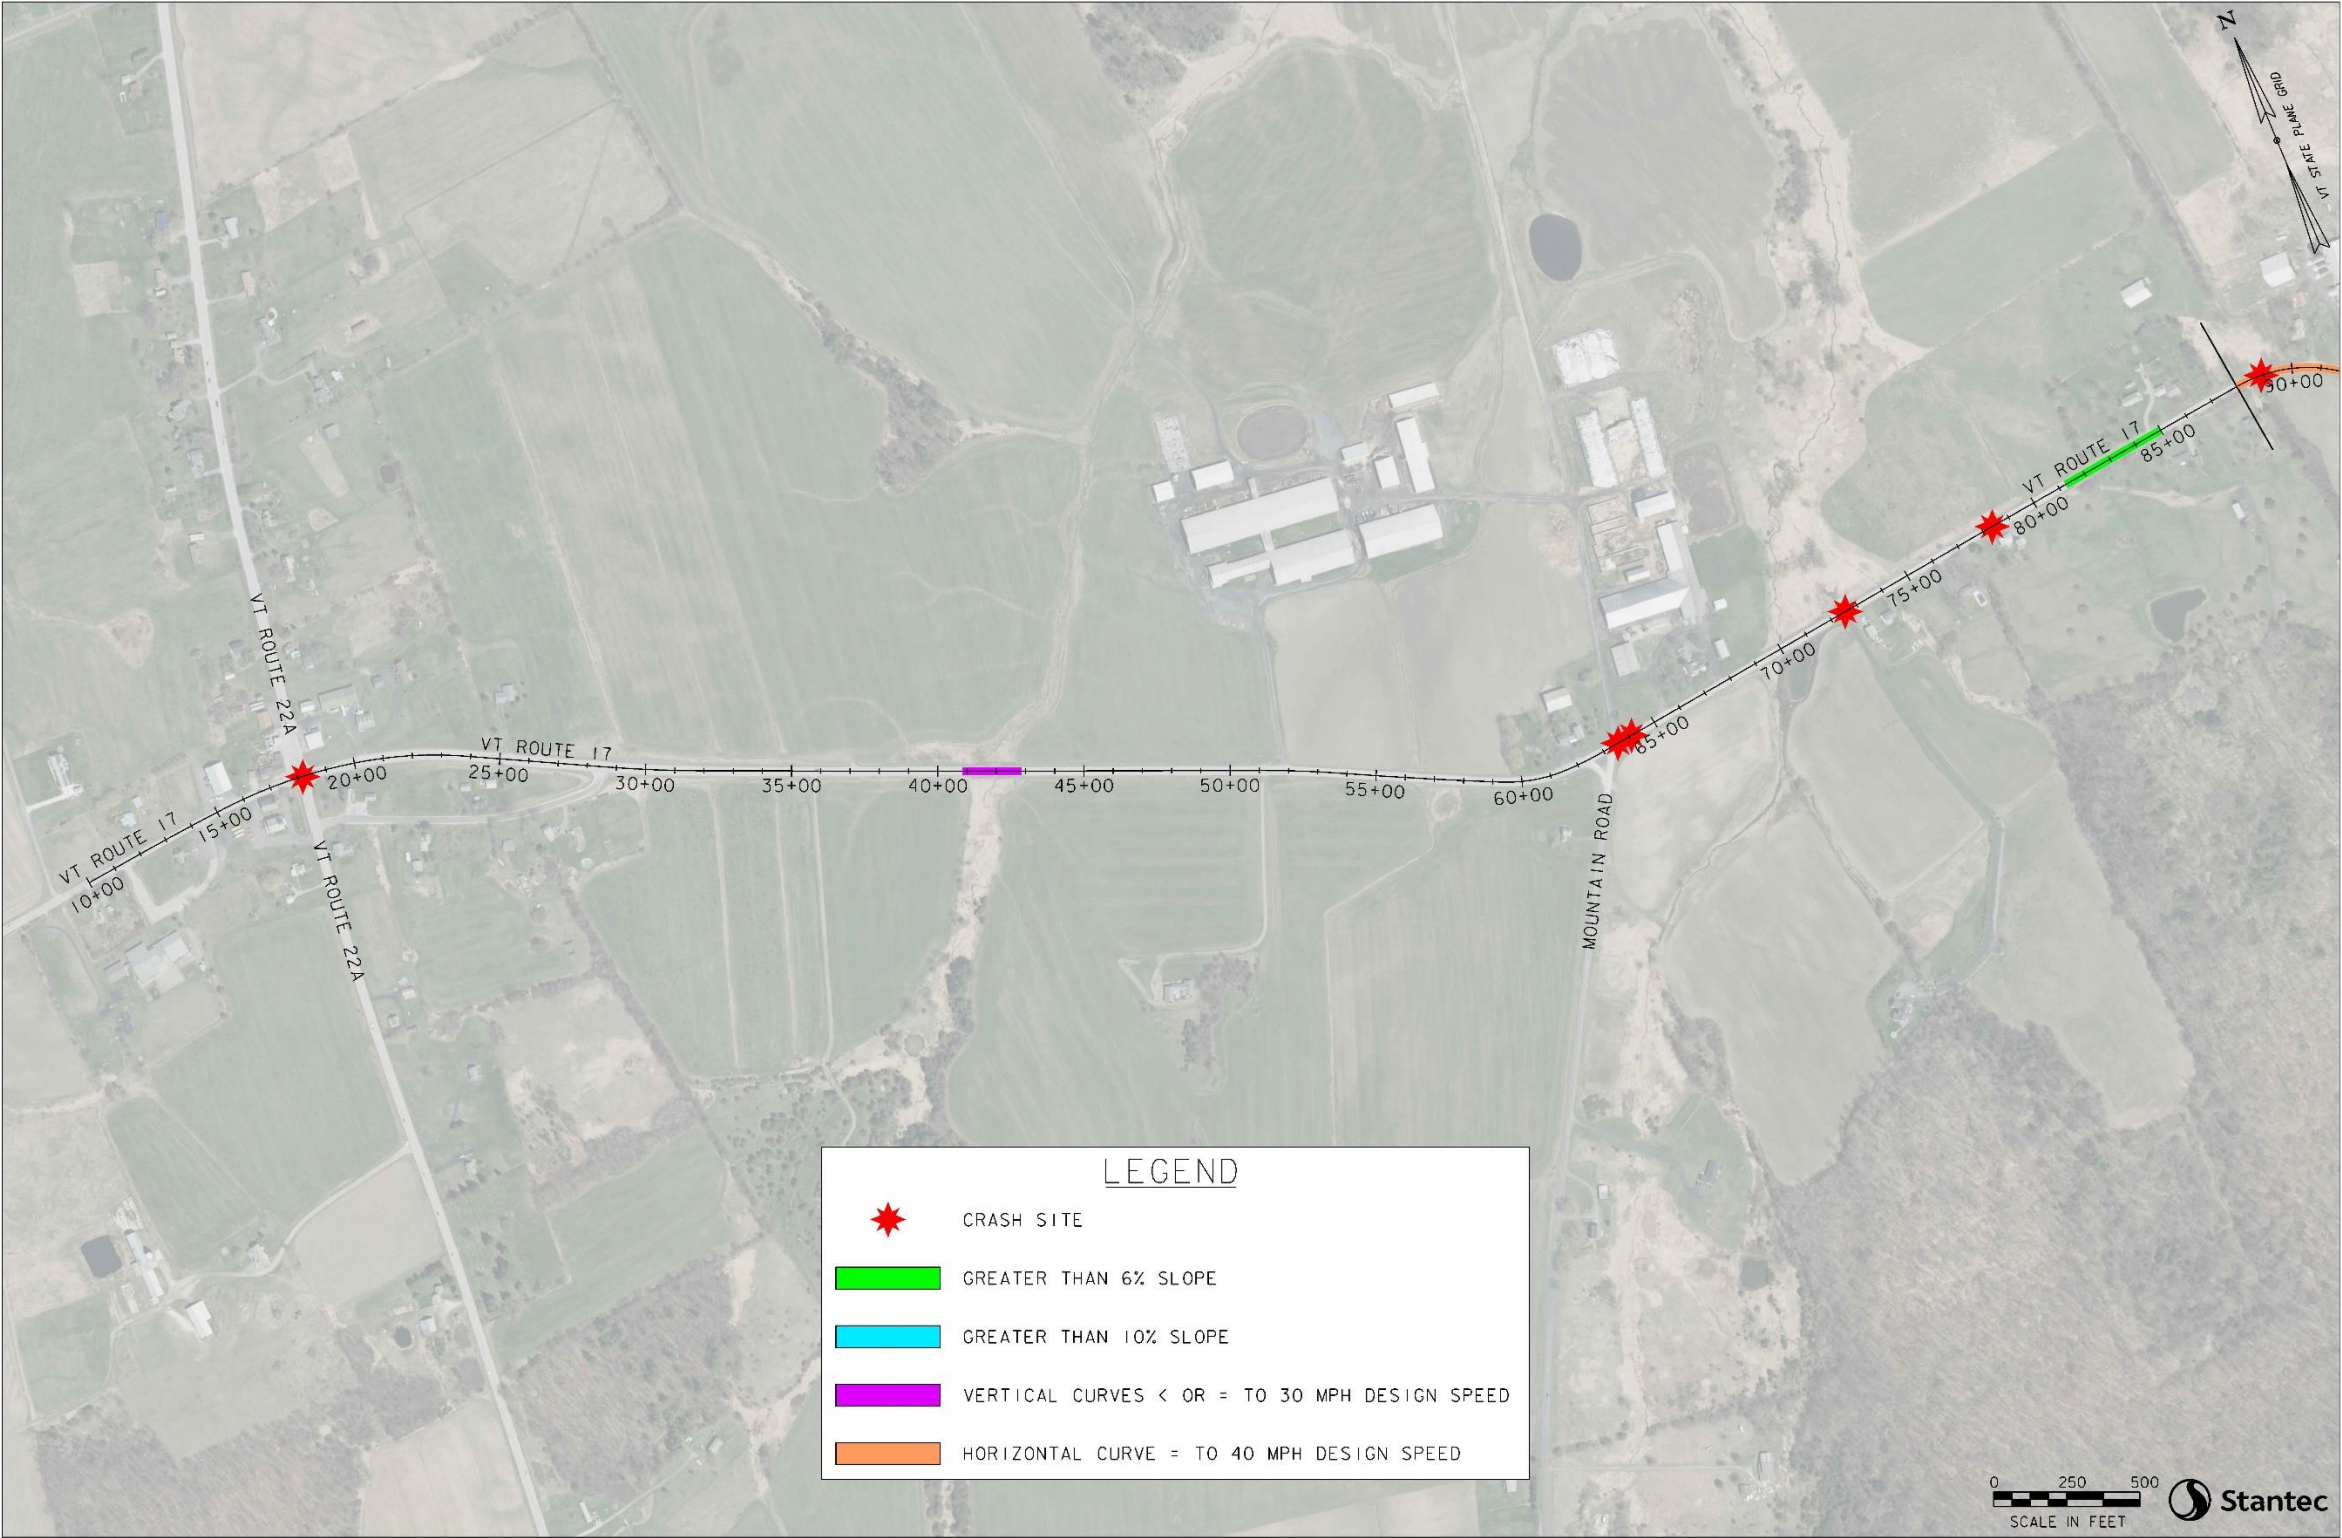 N
VT STATE PLANE GRID
90+00
VT ROUTE 17
85+00
80+00
75+00
VT ROUTE 22A
70+00
65+00
VT ROUTE 17
20+00
25+00
30+00
35+00
40+00
45+00
50+00
55+00
60+00
VT ROUTE 17
15+00
10+00
VT ROUTE 22A
MOUNTAIN ROAD
LEGEND
CRASH SITE
GREATER THAN 6% SLOPE
GREATER THAN 10% SLOPE
VERTICAL CURVES < OR = TO 30 MPH DESIGN SPEED
HORIZONTAL CURVE = TO 40 MPH DESIGN SPEED
0 250 500
SCALE IN FEET
Stantec